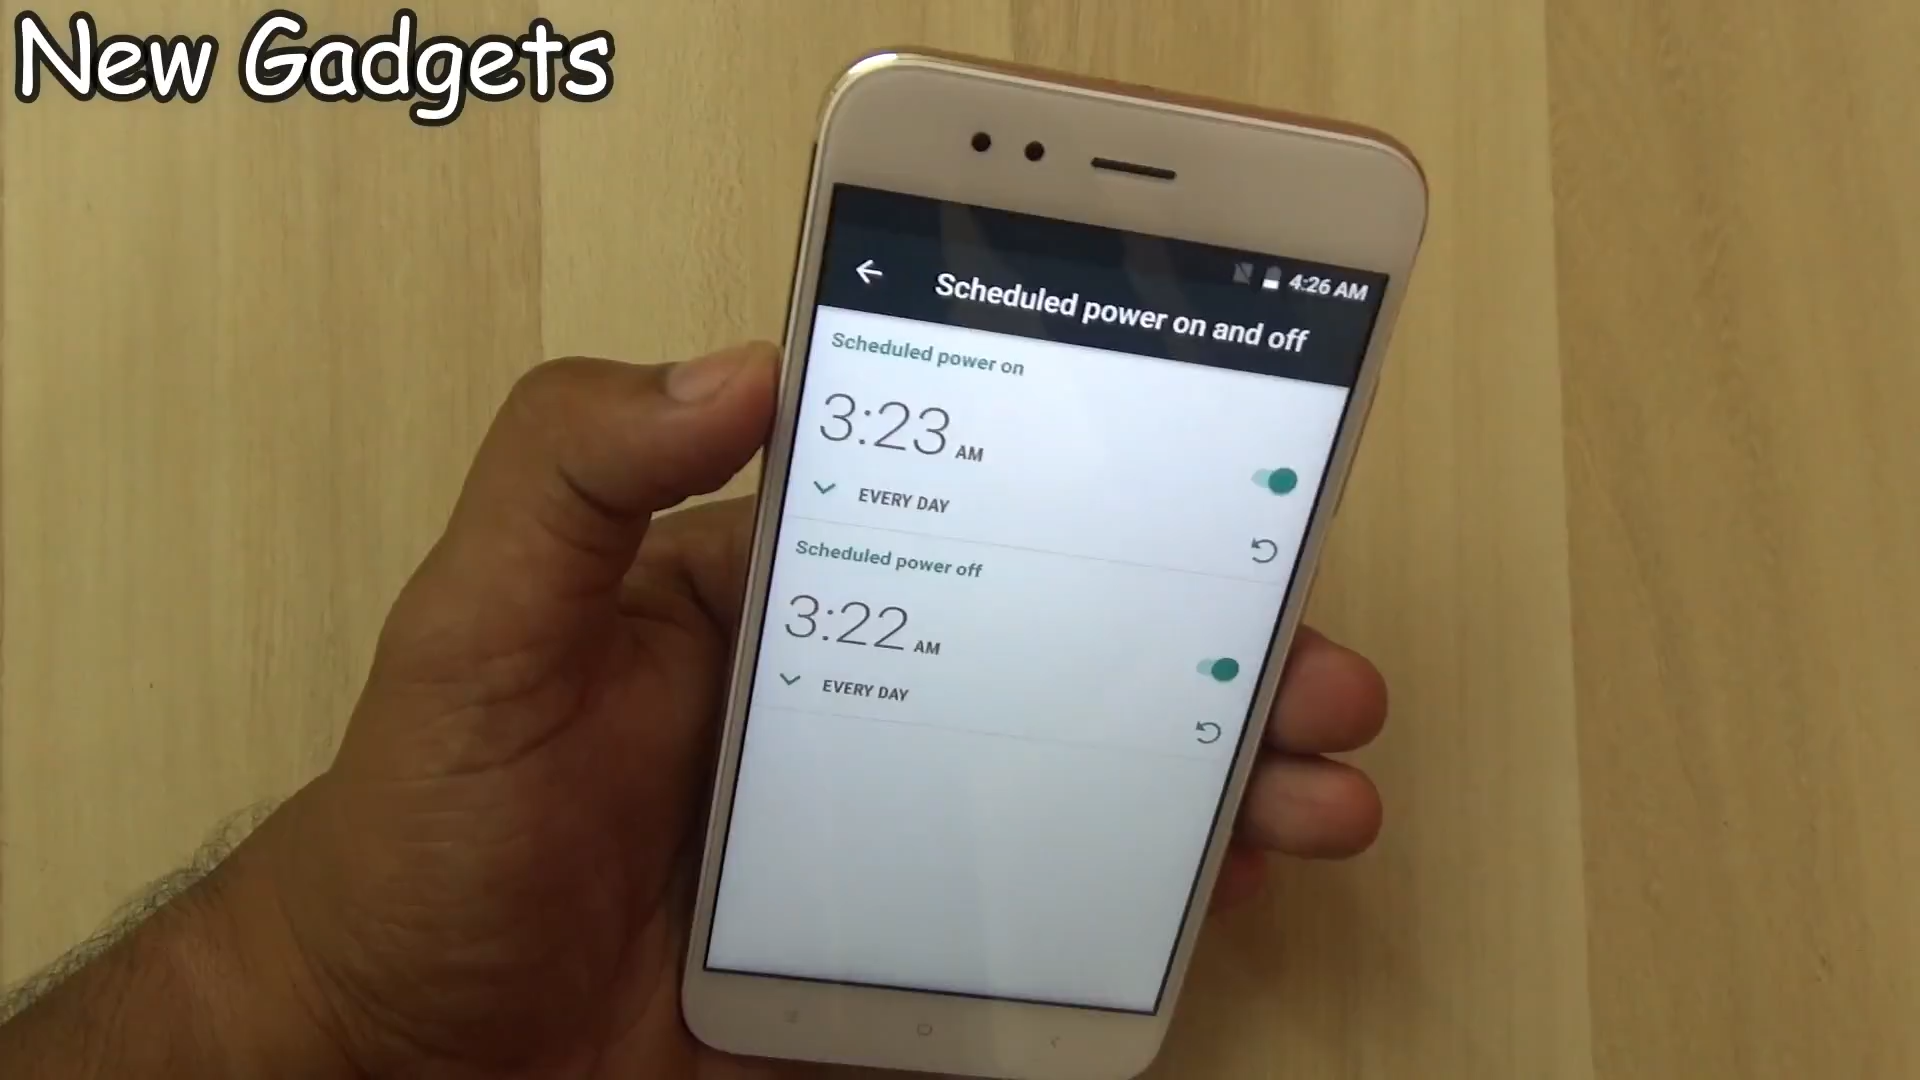 New Gadgets
4:26 AM
Scheduled power on and off
Scheduled power on
3:23 AM
EVERY DAY
Scheduled power off
3:22 AM
EVERY DAY